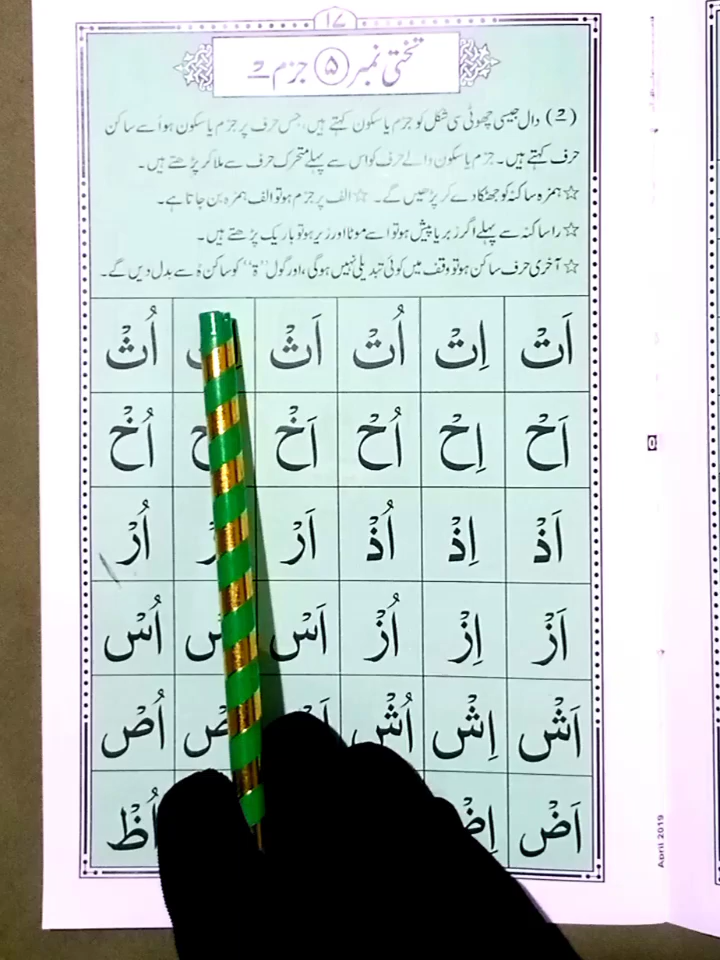 ۱۷
تختی نمبر ۵ جزم ـْ
(ـْ) دال جیسی چھوٹی سی شکل کو جزم یا سکون کہتے ہیں، جس حرف پر جزم یا سکون ہو اُسے ساکن
حرف کہتے ہیں۔ جزم یا سکون والے حرف کو اس سے پہلے متحرک حرف سے ملا کر پڑھتے ہیں۔
☆ ہمزہ ساکنہ کو جھٹکا دے کر پڑھیں گے۔ ☆ الف پر جزم ہو تو الف ہمزہ بن جاتا ہے۔
☆ را ساکنہ سے پہلے اگر زبر یا پیش ہو تو اسے موٹا اور زیر ہو تو باریک پڑھتے ہیں۔
☆ آخری حرف ساکن ہو تو وقف میں کوئی تبدیلی نہیں ہوگی، اور گول "ۃ" کو ساکن ہٗ سے بدل دیں گے۔
اَتْ اِتْ اُتْ اَثْ اُثْ
اَحْ اِحْ اُحْ اَخْ اُخْ
اَذْ اِذْ اُذْ اَرْ اُرْ
اَزْ اِزْ اُزْ اَسْ اُسْ
اَشْ اِشْ اُشْ اُصْ
اَضْ اِضْ اُظْ
April 2019